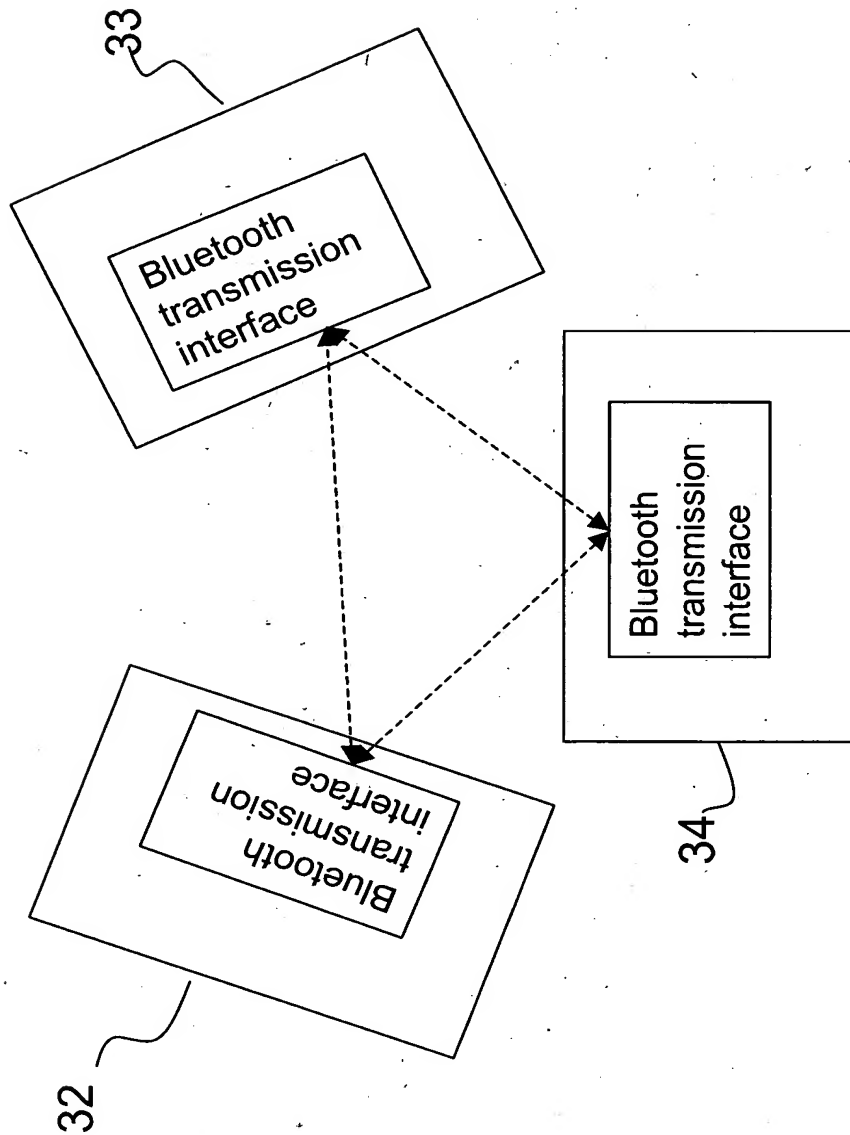 33
Bluetooth
transmission
interface
32
Bluetooth
transmission
interface
34
Bluetooth
transmission
interface